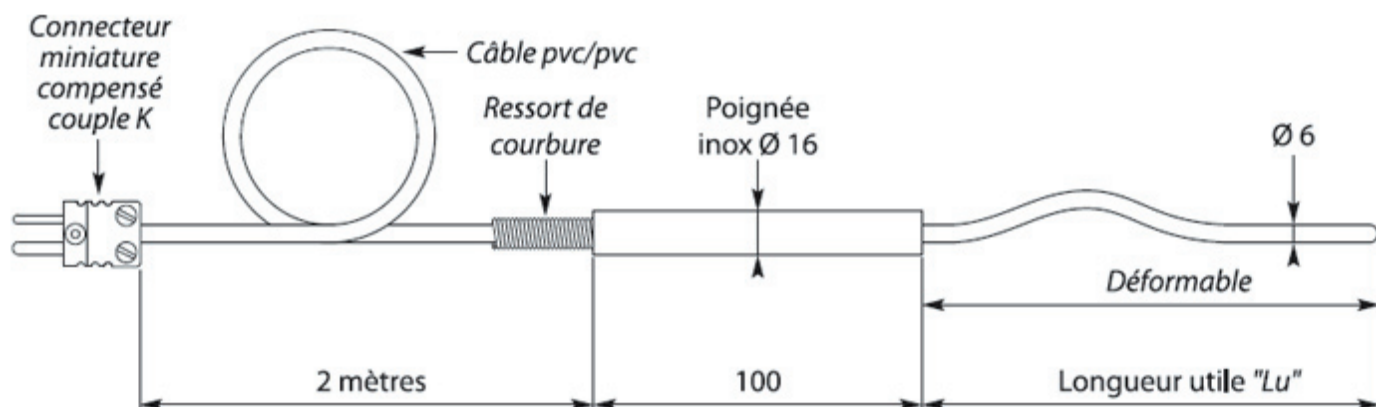 Connecteur
miniature
compensé
couple K
Câble pvc/pvc
Ressort de
courbure
Poignée
inox Ø 16
Ø 6
Déformable
2 mètres
100
Longueur utile "Lu"